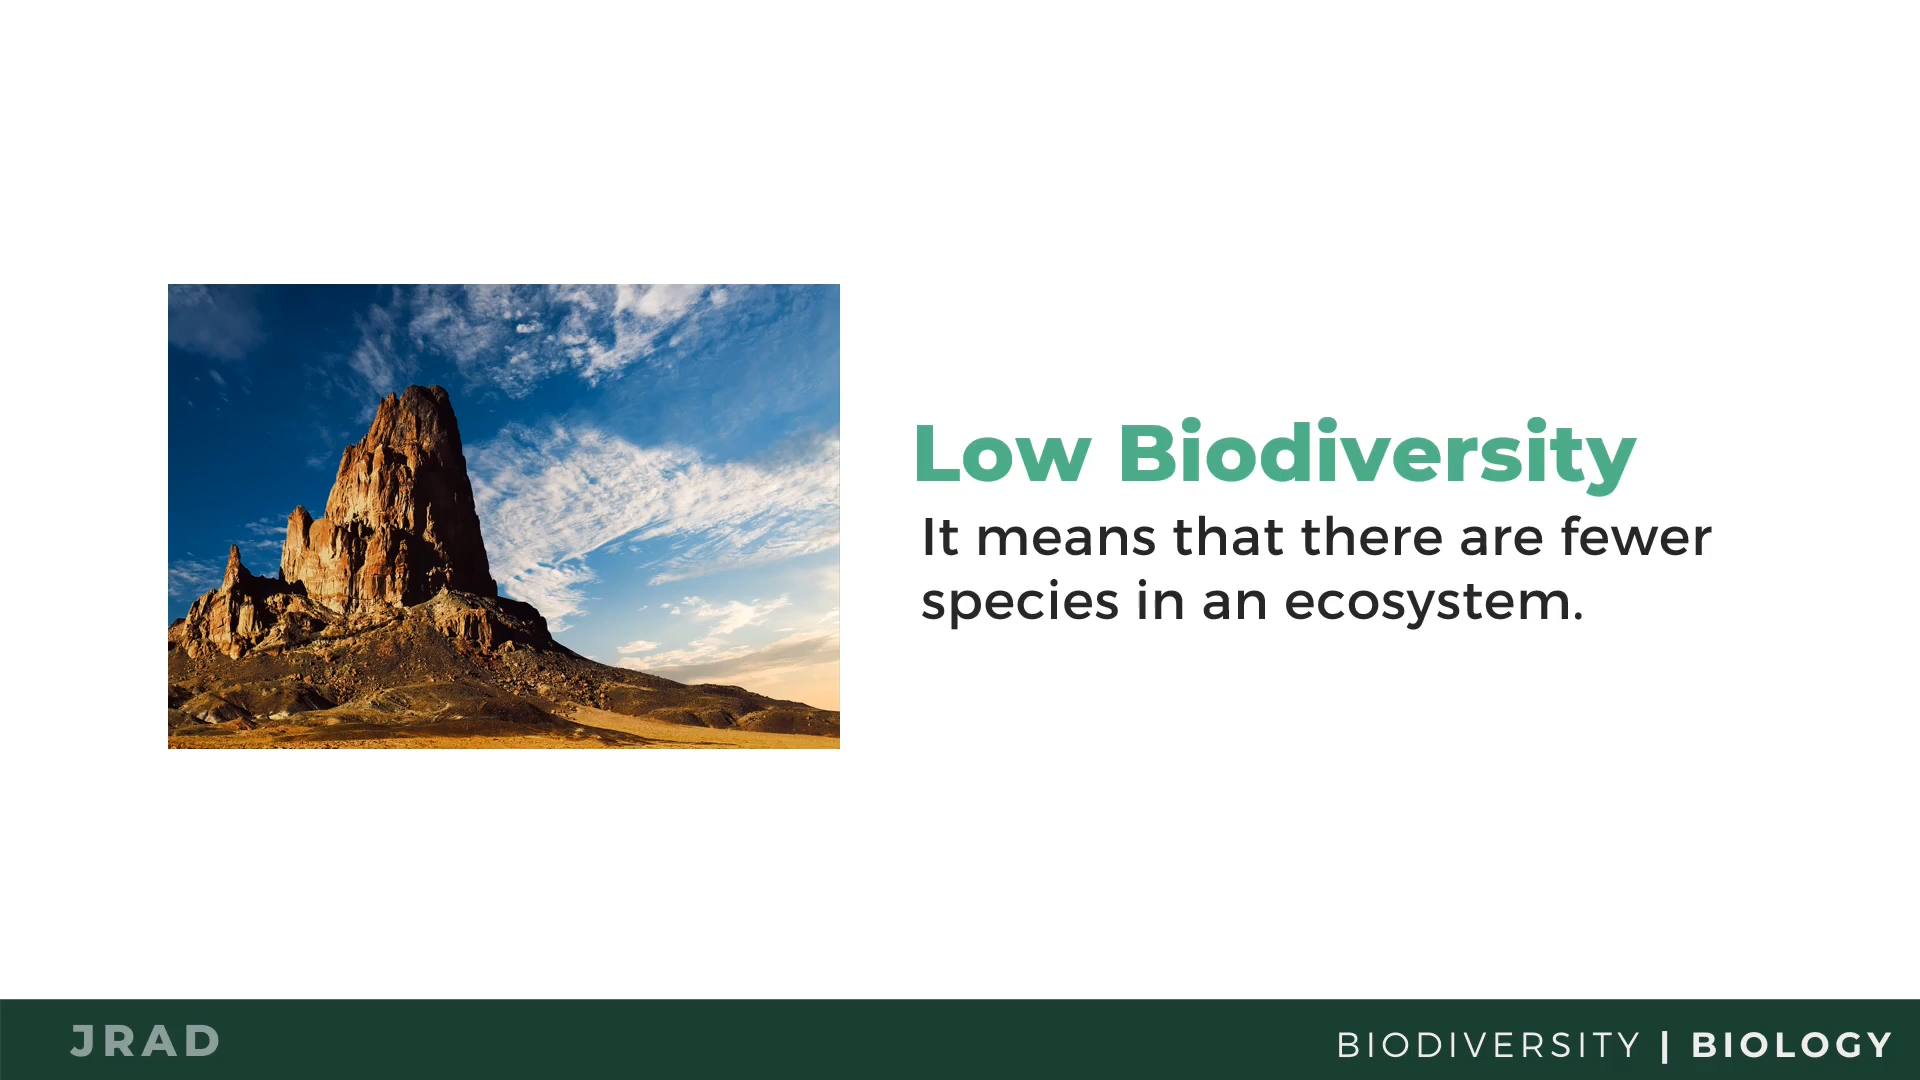 Low Biodiversity
It means that there are fewer
species in an ecosystem.
JRAD
BIODIVERSITY | BIOLOGY